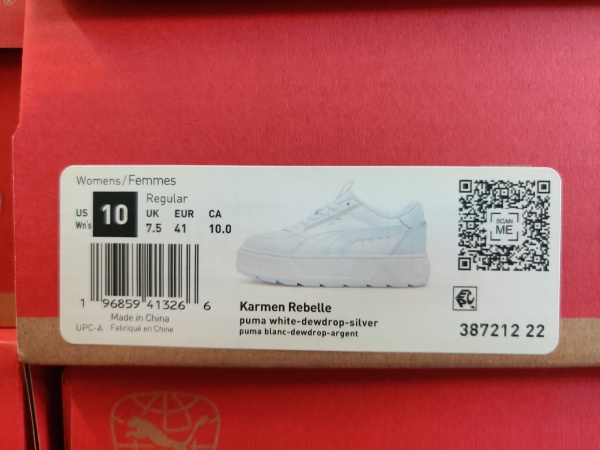 Womens/Femmes
Regular
US Wn's 10 UK 7.5 EUR 41 CA 10.0
SCAN ME
1 96859 41326 6
Made in China
UPC-A Fabriqué en Chine
Karmen Rebelle
puma white-dewdrop-silver
puma blanc-dewdrop-argent
387212 22